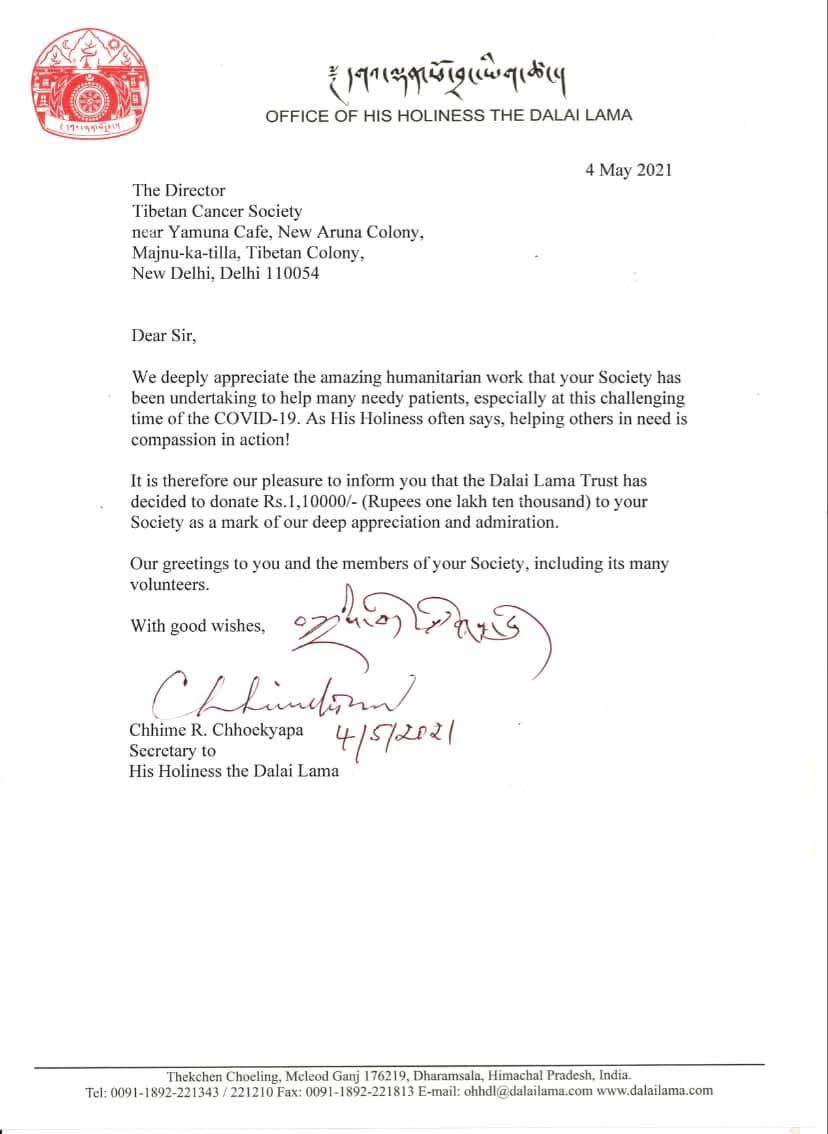 OFFICE OF HIS HOLINESS THE DALAI LAMA
4 May 2021
The Director
Tibetan Cancer Society
near Yamuna Cafe, New Aruna Colony,
Majnu-ka-tilla, Tibetan Colony,
New Delhi, Delhi 110054
Dear Sir,
We deeply appreciate the amazing humanitarian work that your Society has
been undertaking to help many needy patients, especially at this challenging
time of the COVID-19. As His Holiness often says, helping others in need is
compassion in action!
It is therefore our pleasure to inform you that the Dalai Lama Trust has
decided to donate Rs.1,10000/- (Rupees one lakh ten thousand) to your
Society as a mark of our deep appreciation and admiration.
Our greetings to you and the members of your Society, including its many
volunteers.
With good wishes,
Chhime R. Chhoekyapa
4/5/2021
Secretary to
His Holiness the Dalai Lama
Thekchen Choeling, Mcleod Ganj 176219, Dharamsala, Himachal Pradesh, India.
Tel: 0091-1892-221343 / 221210 Fax: 0091-1892-221813 E-mail: ohhdl@dalailama.com www.dalailama.com